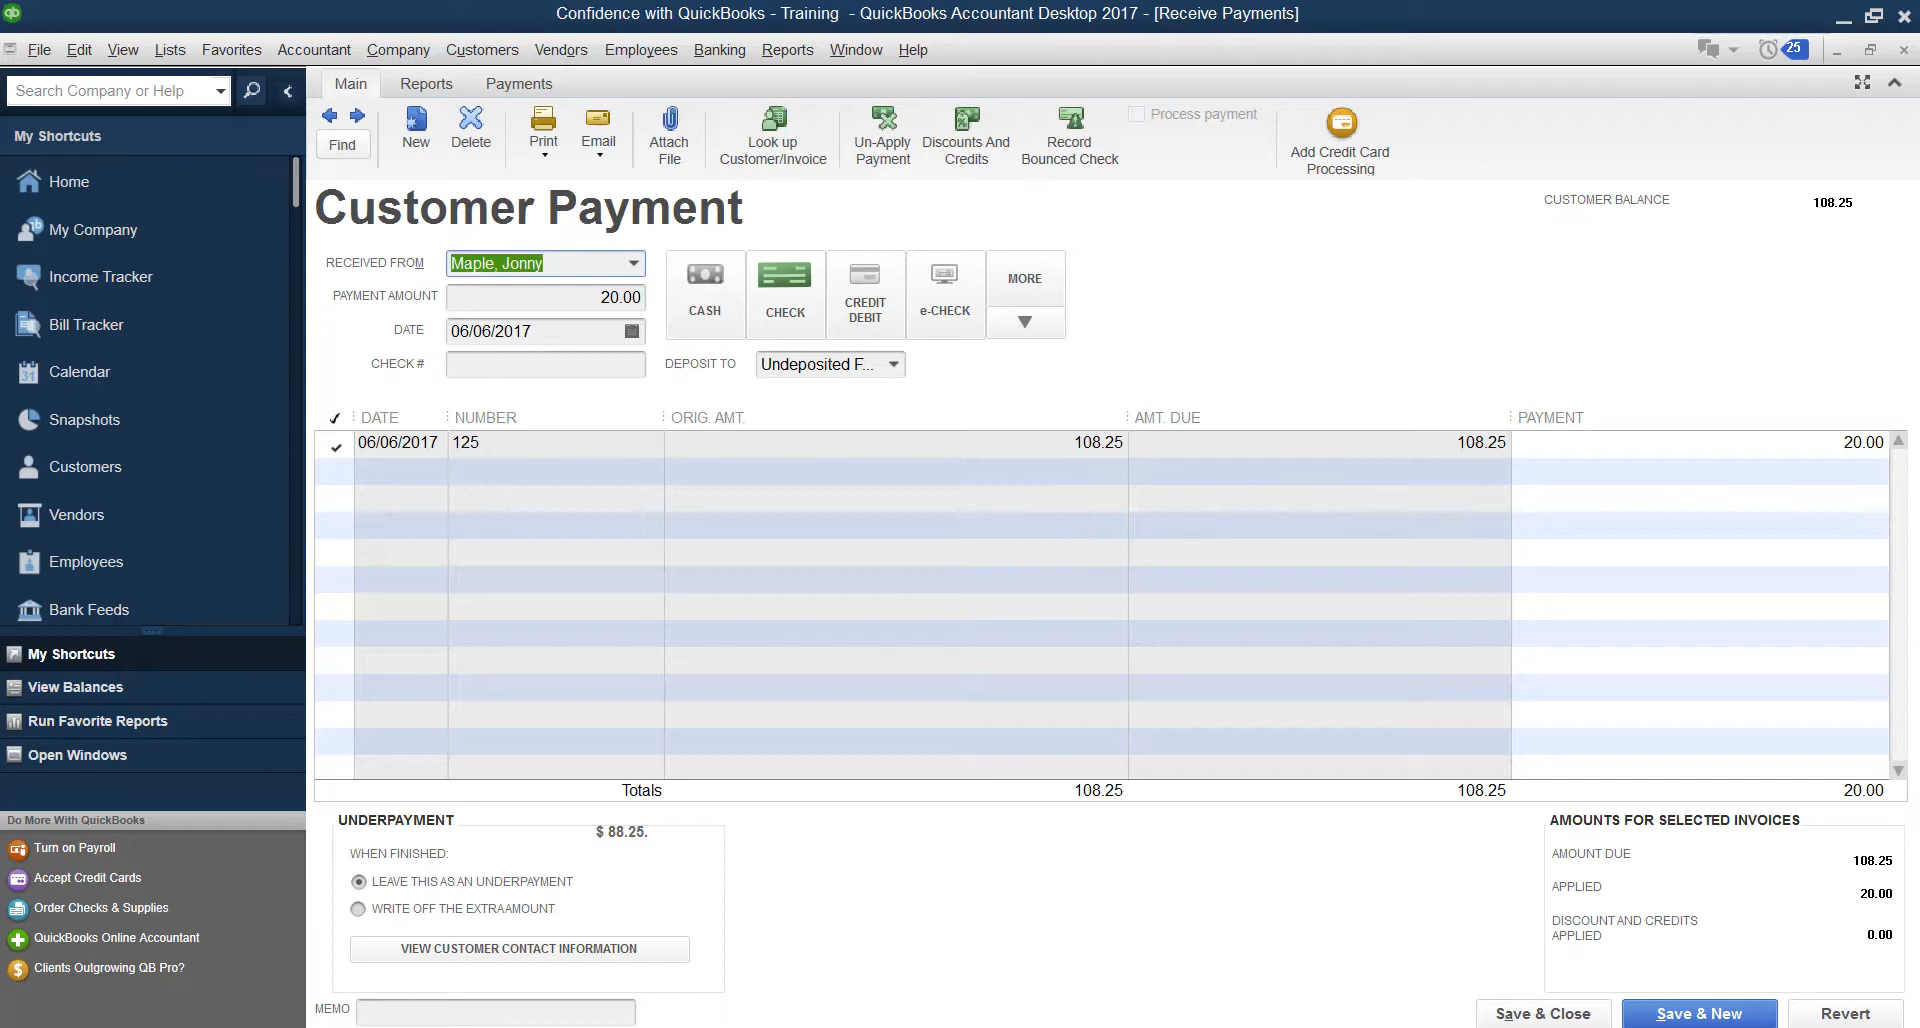 Confidence with QuickBooks - Training - QuickBooks Accountant Desktop 2017 - [Receive Payments]
File Edit View Lists Favorites Accountant Company Customers Vendors Employees Banking Reports Window Help
25
Search Company or Help
Main Reports Payments
Find
New
Delete
Print
Email
Attach
File
Look up
Customer/Invoice
Un-Apply
Payment
Discounts And
Credits
Record
Bounced Check
Process payment
Add Credit Card
Processing
My Shortcuts
Home
My Company
Income Tracker
Bill Tracker
31
Calendar
Snapshots
Customers
Vendors
Employees
Bank Feeds
My Shortcuts
View Balances
Run Favorite Reports
Open Windows
Do More With QuickBooks
Turn on Payroll
Accept Credit Cards
Order Checks & Supplies
QuickBooks Online Accountant
Clients Outgrowing QB Pro?
Customer Payment
CUSTOMER BALANCE 108.25
RECEIVED FROM Maple, Jonny
PAYMENT AMOUNT 20.00
DATE 06/06/2017
CHECK #
CASH
CHECK
CREDIT
DEBIT
e-CHECK
MORE
DEPOSIT TO Undeposited F...
DATE NUMBER ORIG. AMT. AMT. DUE PAYMENT
06/06/2017 125 108.25 108.25 20.00
Totals 108.25 108.25 20.00
UNDERPAYMENT
$ 88.25.
WHEN FINISHED:
LEAVE THIS AS AN UNDERPAYMENT
WRITE OFF THE EXTRA AMOUNT
VIEW CUSTOMER CONTACT INFORMATION
MEMO
AMOUNTS FOR SELECTED INVOICES
AMOUNT DUE 108.25
APPLIED 20.00
DISCOUNT AND CREDITS
APPLIED 0.00
Save & Close Save & New Revert